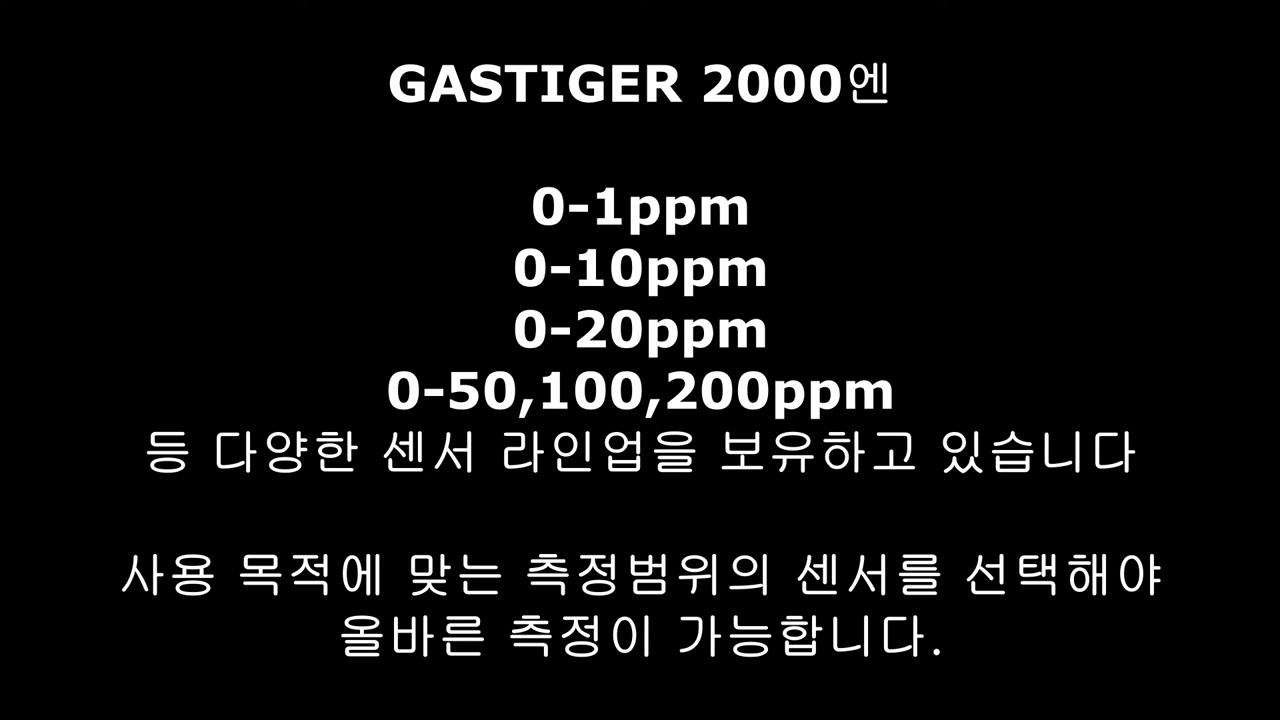 GASTIGER 2000엔
0-1ppm
0-10ppm
0-20ppm
0-50,100,200ppm
등 다양한 센서 라인업을 보유하고 있습니다
사용 목적에 맞는 측정범위의 센서를 선택해야
올바른 측정이 가능합니다.